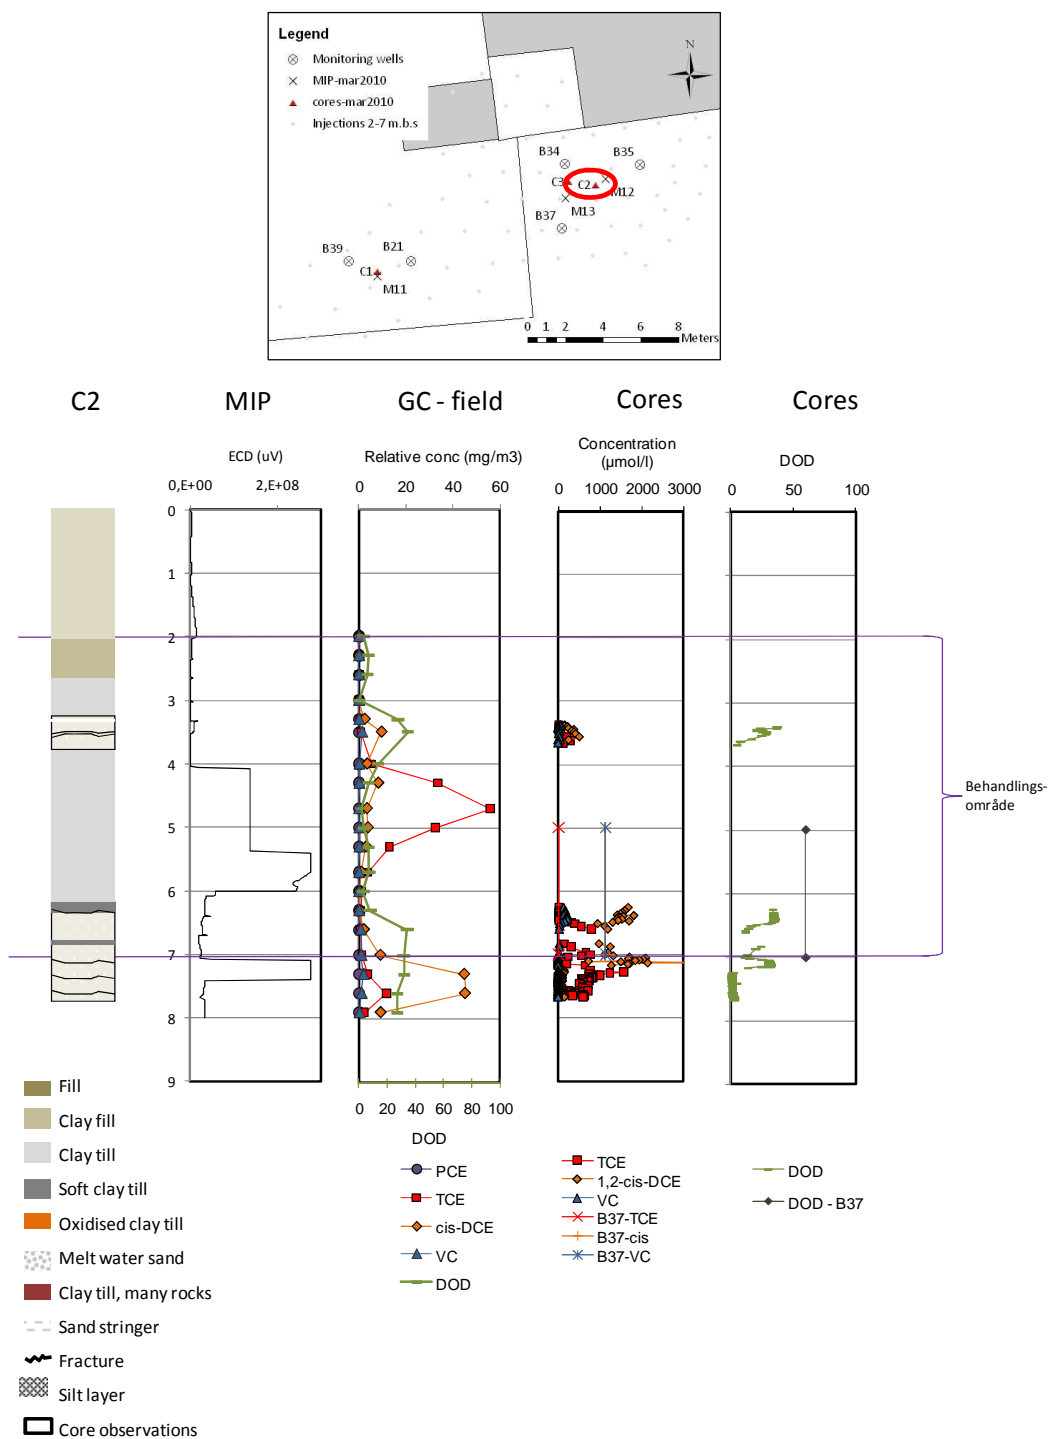 Legend
Monitoring wells
MIP-mar2010
cores-mar2010
Injections 2-7 m.b.s
N
B34
B35
C3
C2
M12
M13
B37
B39
B21
C1
M11
0 1 2 4 6 8
Meters
C2
MIP
GC - field
Cores
Cores
ECD (uV)
Relative conc (mg/m3)
Concentration
(µmol/l)
DOD
0,E+00 2,E+08
0 20 40 60
0 1000 2000 3000
0 50 100
0
1
2
3
4
5
6
7
8
9
Behandlings-
område
0 20 40 60 80 100
DOD
PCE
TCE
cis-DCE
VC
DOD
TCE
1,2-cis-DCE
VC
B37-TCE
B37-cis
B37-VC
DOD
DOD - B37
Fill
Clay fill
Clay till
Soft clay till
Oxidised clay till
Melt water sand
Clay till, many rocks
Sand stringer
Fracture
Silt layer
Core observations